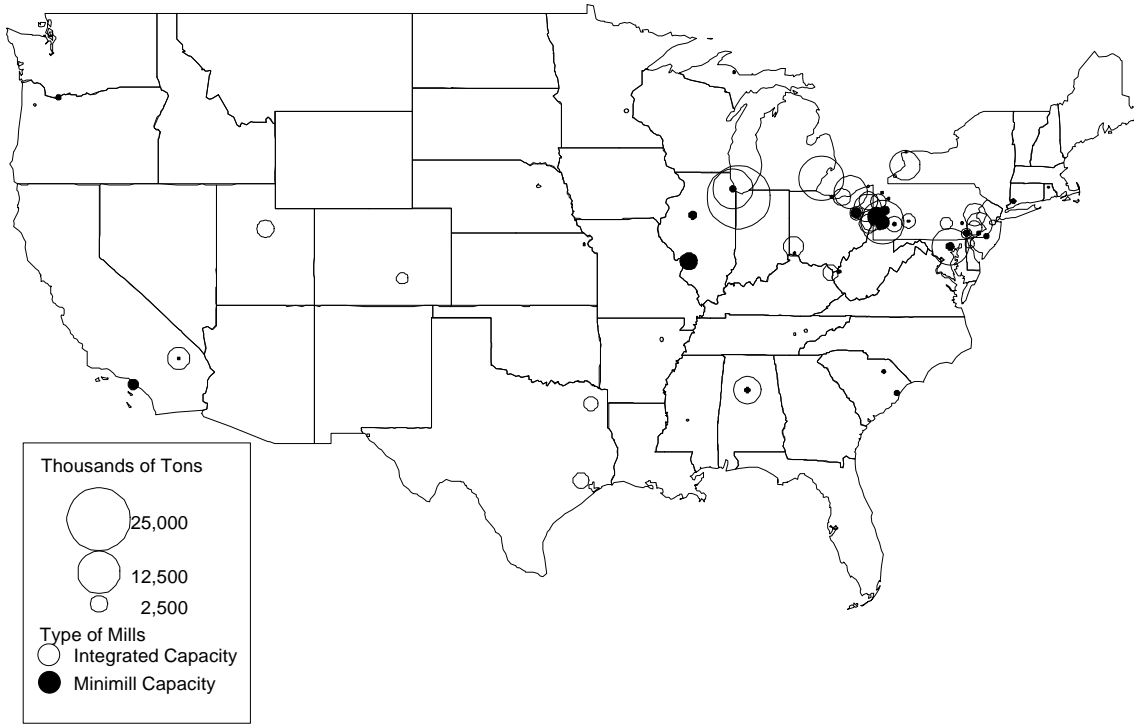 Thousands of Tons
25,000
12,500
2,500
Type of Mills
Integrated Capacity
Minimill Capacity